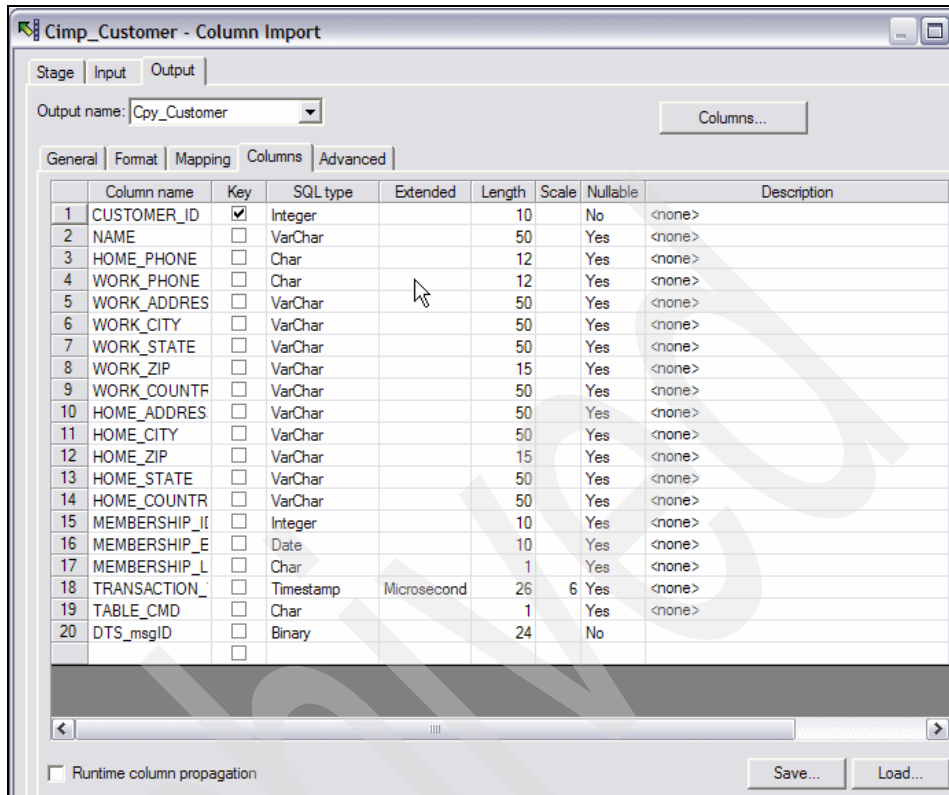 Cimp_Customer - Column Import
Stage Input Output
Output name: Cpy_Customer Columns...
General Format Mapping Columns Advanced
Column name Key SQL type Extended Length Scale Nullable Description
1 CUSTOMER_ID Integer 10 No <none>
2 NAME VarChar 50 Yes <none>
3 HOME_PHONE Char 12 Yes <none>
4 WORK_PHONE Char 12 Yes <none>
5 WORK_ADDRES VarChar 50 Yes <none>
6 WORK_CITY VarChar 50 Yes <none>
7 WORK_STATE VarChar 50 Yes <none>
8 WORK_ZIP VarChar 15 Yes <none>
9 WORK_COUNTR VarChar 50 Yes <none>
10 HOME_ADDRES VarChar 50 Yes <none>
11 HOME_CITY VarChar 50 Yes <none>
12 HOME_ZIP VarChar 15 Yes <none>
13 HOME_STATE VarChar 50 Yes <none>
14 HOME_COUNTR VarChar 50 Yes <none>
15 MEMBERSHIP_I Integer 10 Yes <none>
16 MEMBERSHIP_E Date 10 Yes <none>
17 MEMBERSHIP_L Char 1 Yes <none>
18 TRANSACTION_ Timestamp Microsecond 26 6 Yes <none>
19 TABLE_CMD Char 1 Yes <none>
20 DTS_msgID Binary 24 No
Runtime column propagation Save... Load...